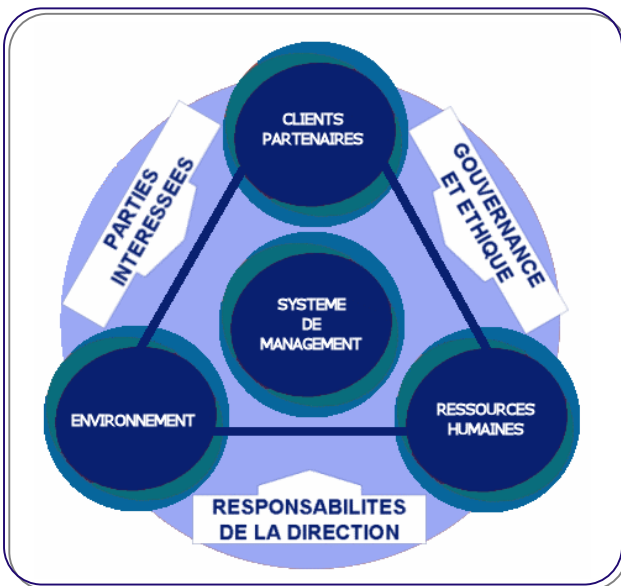 CLIENTS
PARTENAIRES
PARTIES
INTERESSEES
GOUVERNANCE
ET ETHIQUE
SYSTEME
DE
MANAGEMENT
ENVIRONNEMENT
RESSOURCES
HUMAINES
RESPONSABILITES
DE LA DIRECTION